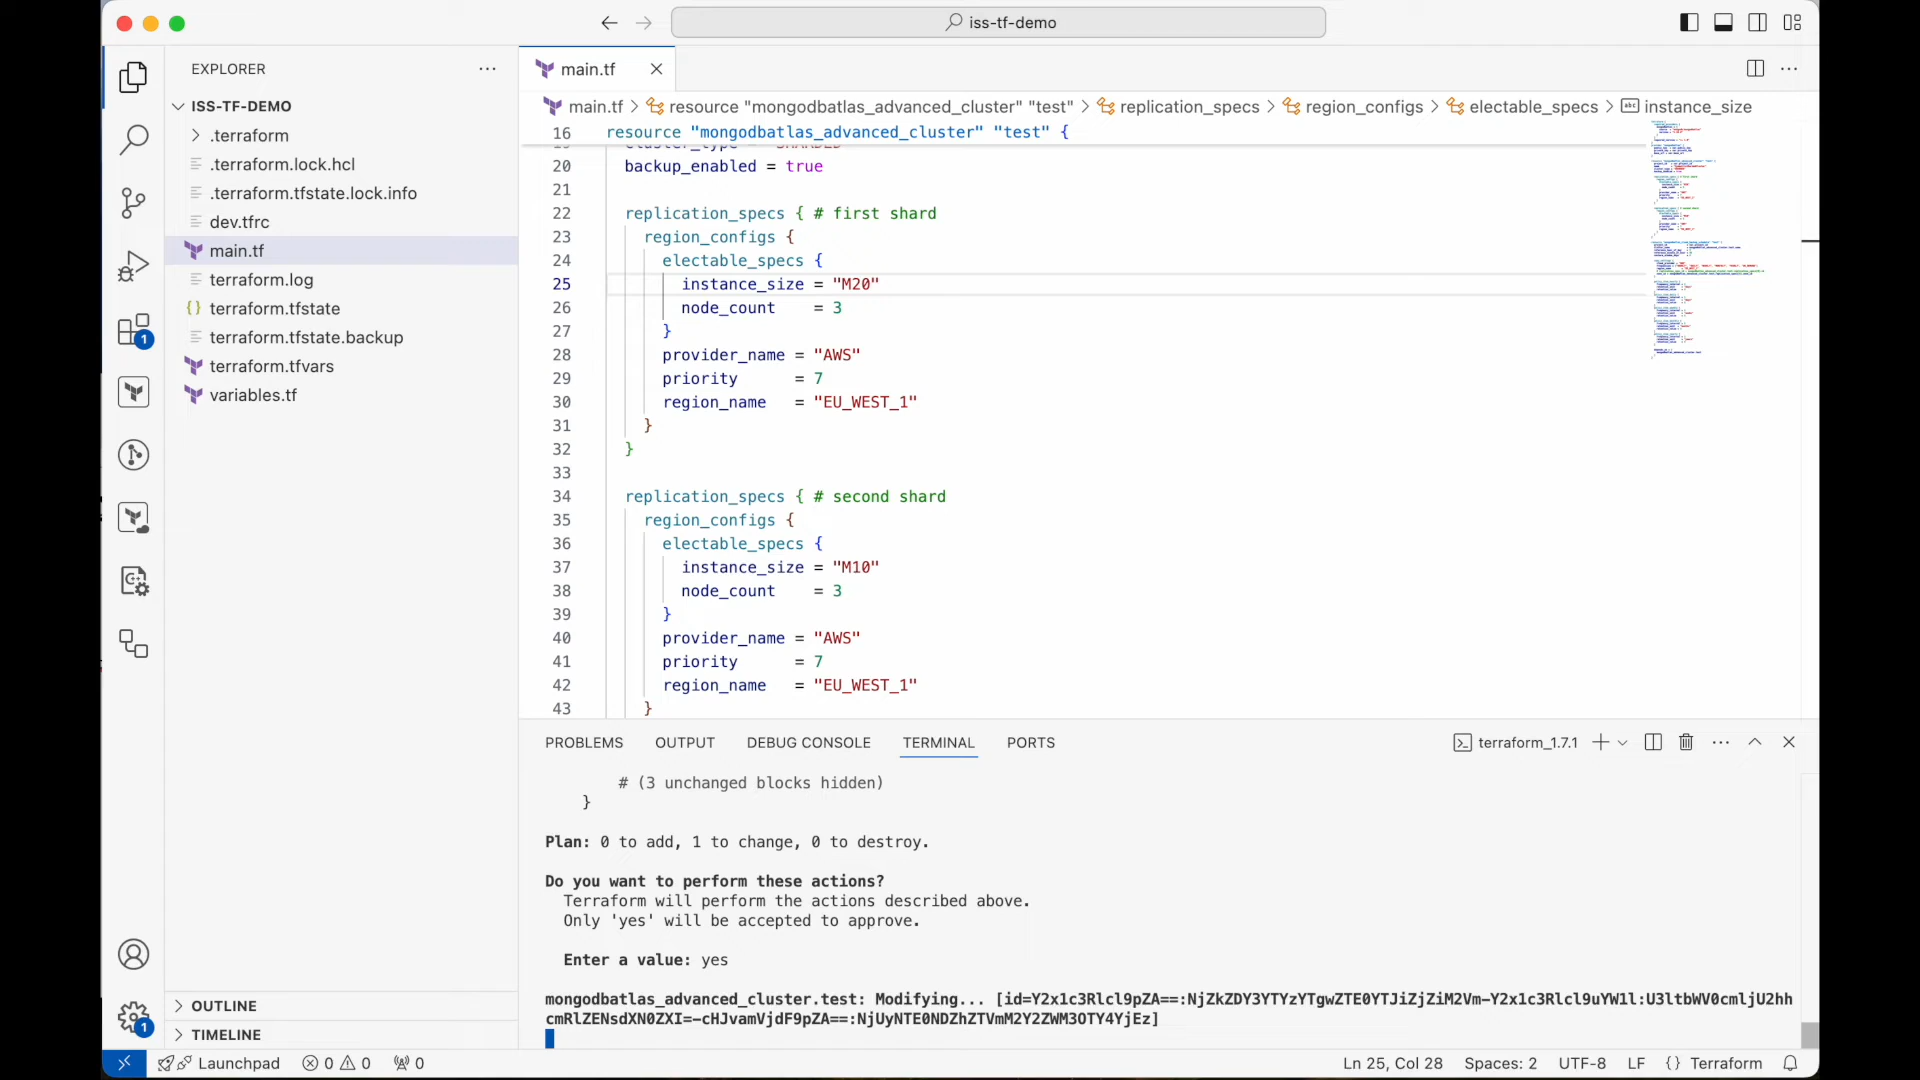 iss-tf-demo
EXPLORER
ISS-TF-DEMO
.terraform
.terraform.lock.hcl
.terraform.tfstate.lock.info
dev.tfrc
main.tf
terraform.log
terraform.tfstate
terraform.tfstate.backup
terraform.tfvars
variables.tf
OUTLINE
TIMELINE
1
1
main.tf
main.tf > resource "mongodbatlas_advanced_cluster" "test" > replication_specs > region_configs > electable_specs > abc instance_size
16 resource "mongodbatlas_advanced_cluster" "test" {
20 backup_enabled = true
21
22 replication_specs { # first shard
23 region_configs {
24 electable_specs {
25 instance_size = "M20"
26 node_count = 3
27 }
28 provider_name = "AWS"
29 priority = 7
30 region_name = "EU_WEST_1"
31 }
32 }
33
34 replication_specs { # second shard
35 region_configs {
36 electable_specs {
37 instance_size = "M10"
38 node_count = 3
39 }
40 provider_name = "AWS"
41 priority = 7
42 region_name = "EU_WEST_1"
43 }
PROBLEMS OUTPUT DEBUG CONSOLE TERMINAL PORTS
terraform_1.7.1
# (3 unchanged blocks hidden)
}
Plan: 0 to add, 1 to change, 0 to destroy.
Do you want to perform these actions?
Terraform will perform the actions described above.
Only 'yes' will be accepted to approve.
Enter a value: yes
mongodbatlas_advanced_cluster.test: Modifying... [id=Y2x1c3Rlcl9pZA==:NjZkZDY3YTYzYTgwZTE0YTJiZjZiM2Vm-Y2x1c3Rlcl9uYW1l:U3ltbWV0cmljU2hh
cmRlZENsdXN0ZXI=-cHJvamVjdF9pZA==:NjUyNTE0NDZhZTVmM2Y2ZWM3OTY4YjEz]
Launchpad 0 0 0
Ln 25, Col 28 Spaces: 2 UTF-8 LF {} Terraform